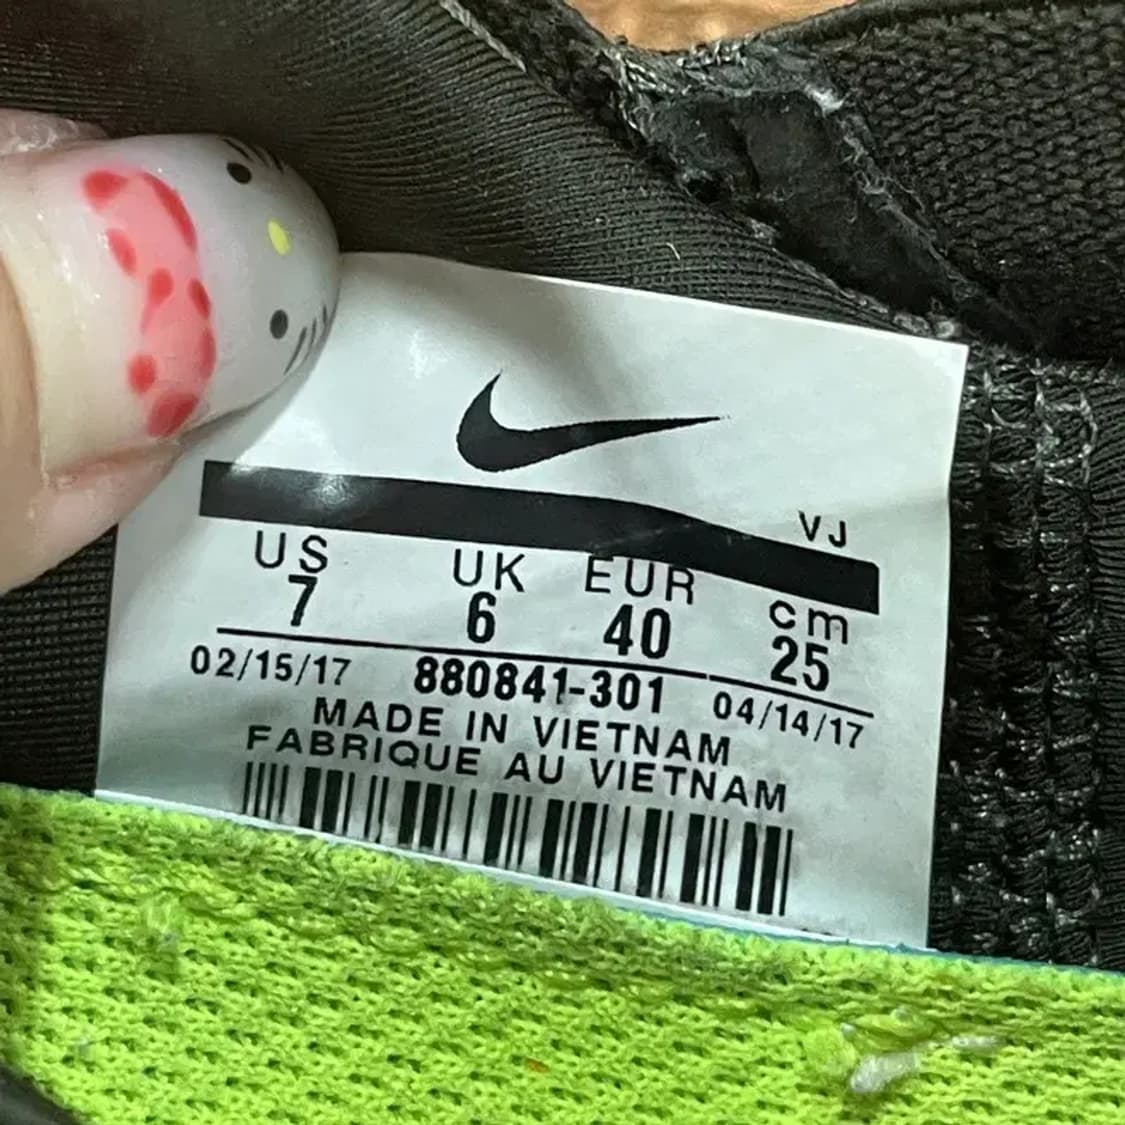 VJ
US UK EUR cm
7 6 40 25
02/15/17 880841-301 04/14/17
MADE IN VIETNAM
FABRIQUE AU VIETNAM